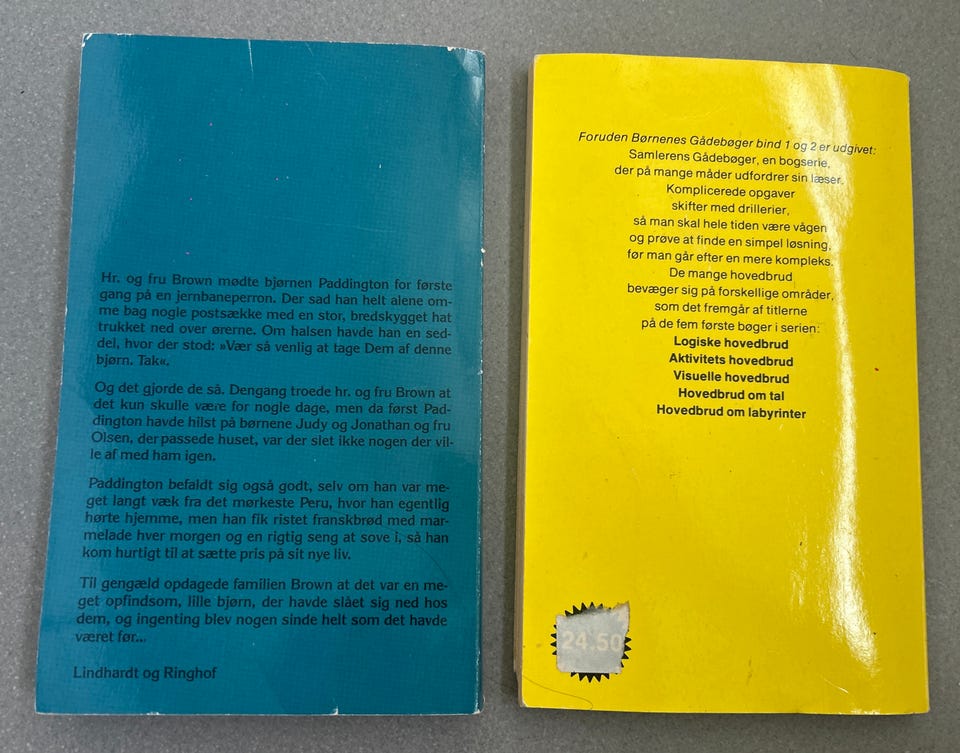 Hr. og fru Brown mødte bjørnen Paddington for første
gang på en jernbaneperron. Der sad han helt alene om-
me bag nogle postsække med en stor, bredskygget hat
trukket ned over ørerne. Om halsen havde han en sed-
del, hvor der stod: »Vær så venlig at tage Dem af denne
bjørn. Tak«.
Og det gjorde de så. Dengang troede hr. og fru Brown at
det kun skulle være for nogle dage, men da først Pad-
dington havde hilst på børnene Judy og Jonathan og fru
Olsen, der passede huset, var der slet ikke nogen der vil-
le af med ham igen.
Paddington befaldt sig også godt, selv om han var me-
get langt væk fra det mørkeste Peru, hvor han egentlig
hørte hjemme, men han fik ristet franskbrød med mar-
melade hver morgen og en rigtig seng at sove i, så han
kom hurtigt til at sætte pris på sit nye liv.
Til gengæld opdagede familien Brown at det var en me-
get opfindsom, lille bjørn, der havde slået sig ned hos
dem, og ingenting blev nogen sinde helt som det havde
været før...
Lindhardt og Ringhof
Foruden Børnenes Gådebøger bind 1 og 2 er udgivet:
Samlerens Gådebøger, en bogserie,
der på mange måder udfordrer sin læser.
Komplicerede opgaver
skifter med drillerier,
så man skal hele tiden være vågen
og prøve at finde en simpel løsning,
før man går efter en mere kompleks.
De mange hovedbrud
bevæger sig på forskellige områder,
som det fremgår af titlerne
på de fem første bøger i serien:
Logiske hovedbrud
Aktivitets hovedbrud
Visuelle hovedbrud
Hovedbrud om tal
Hovedbrud om labyrinter
24.50